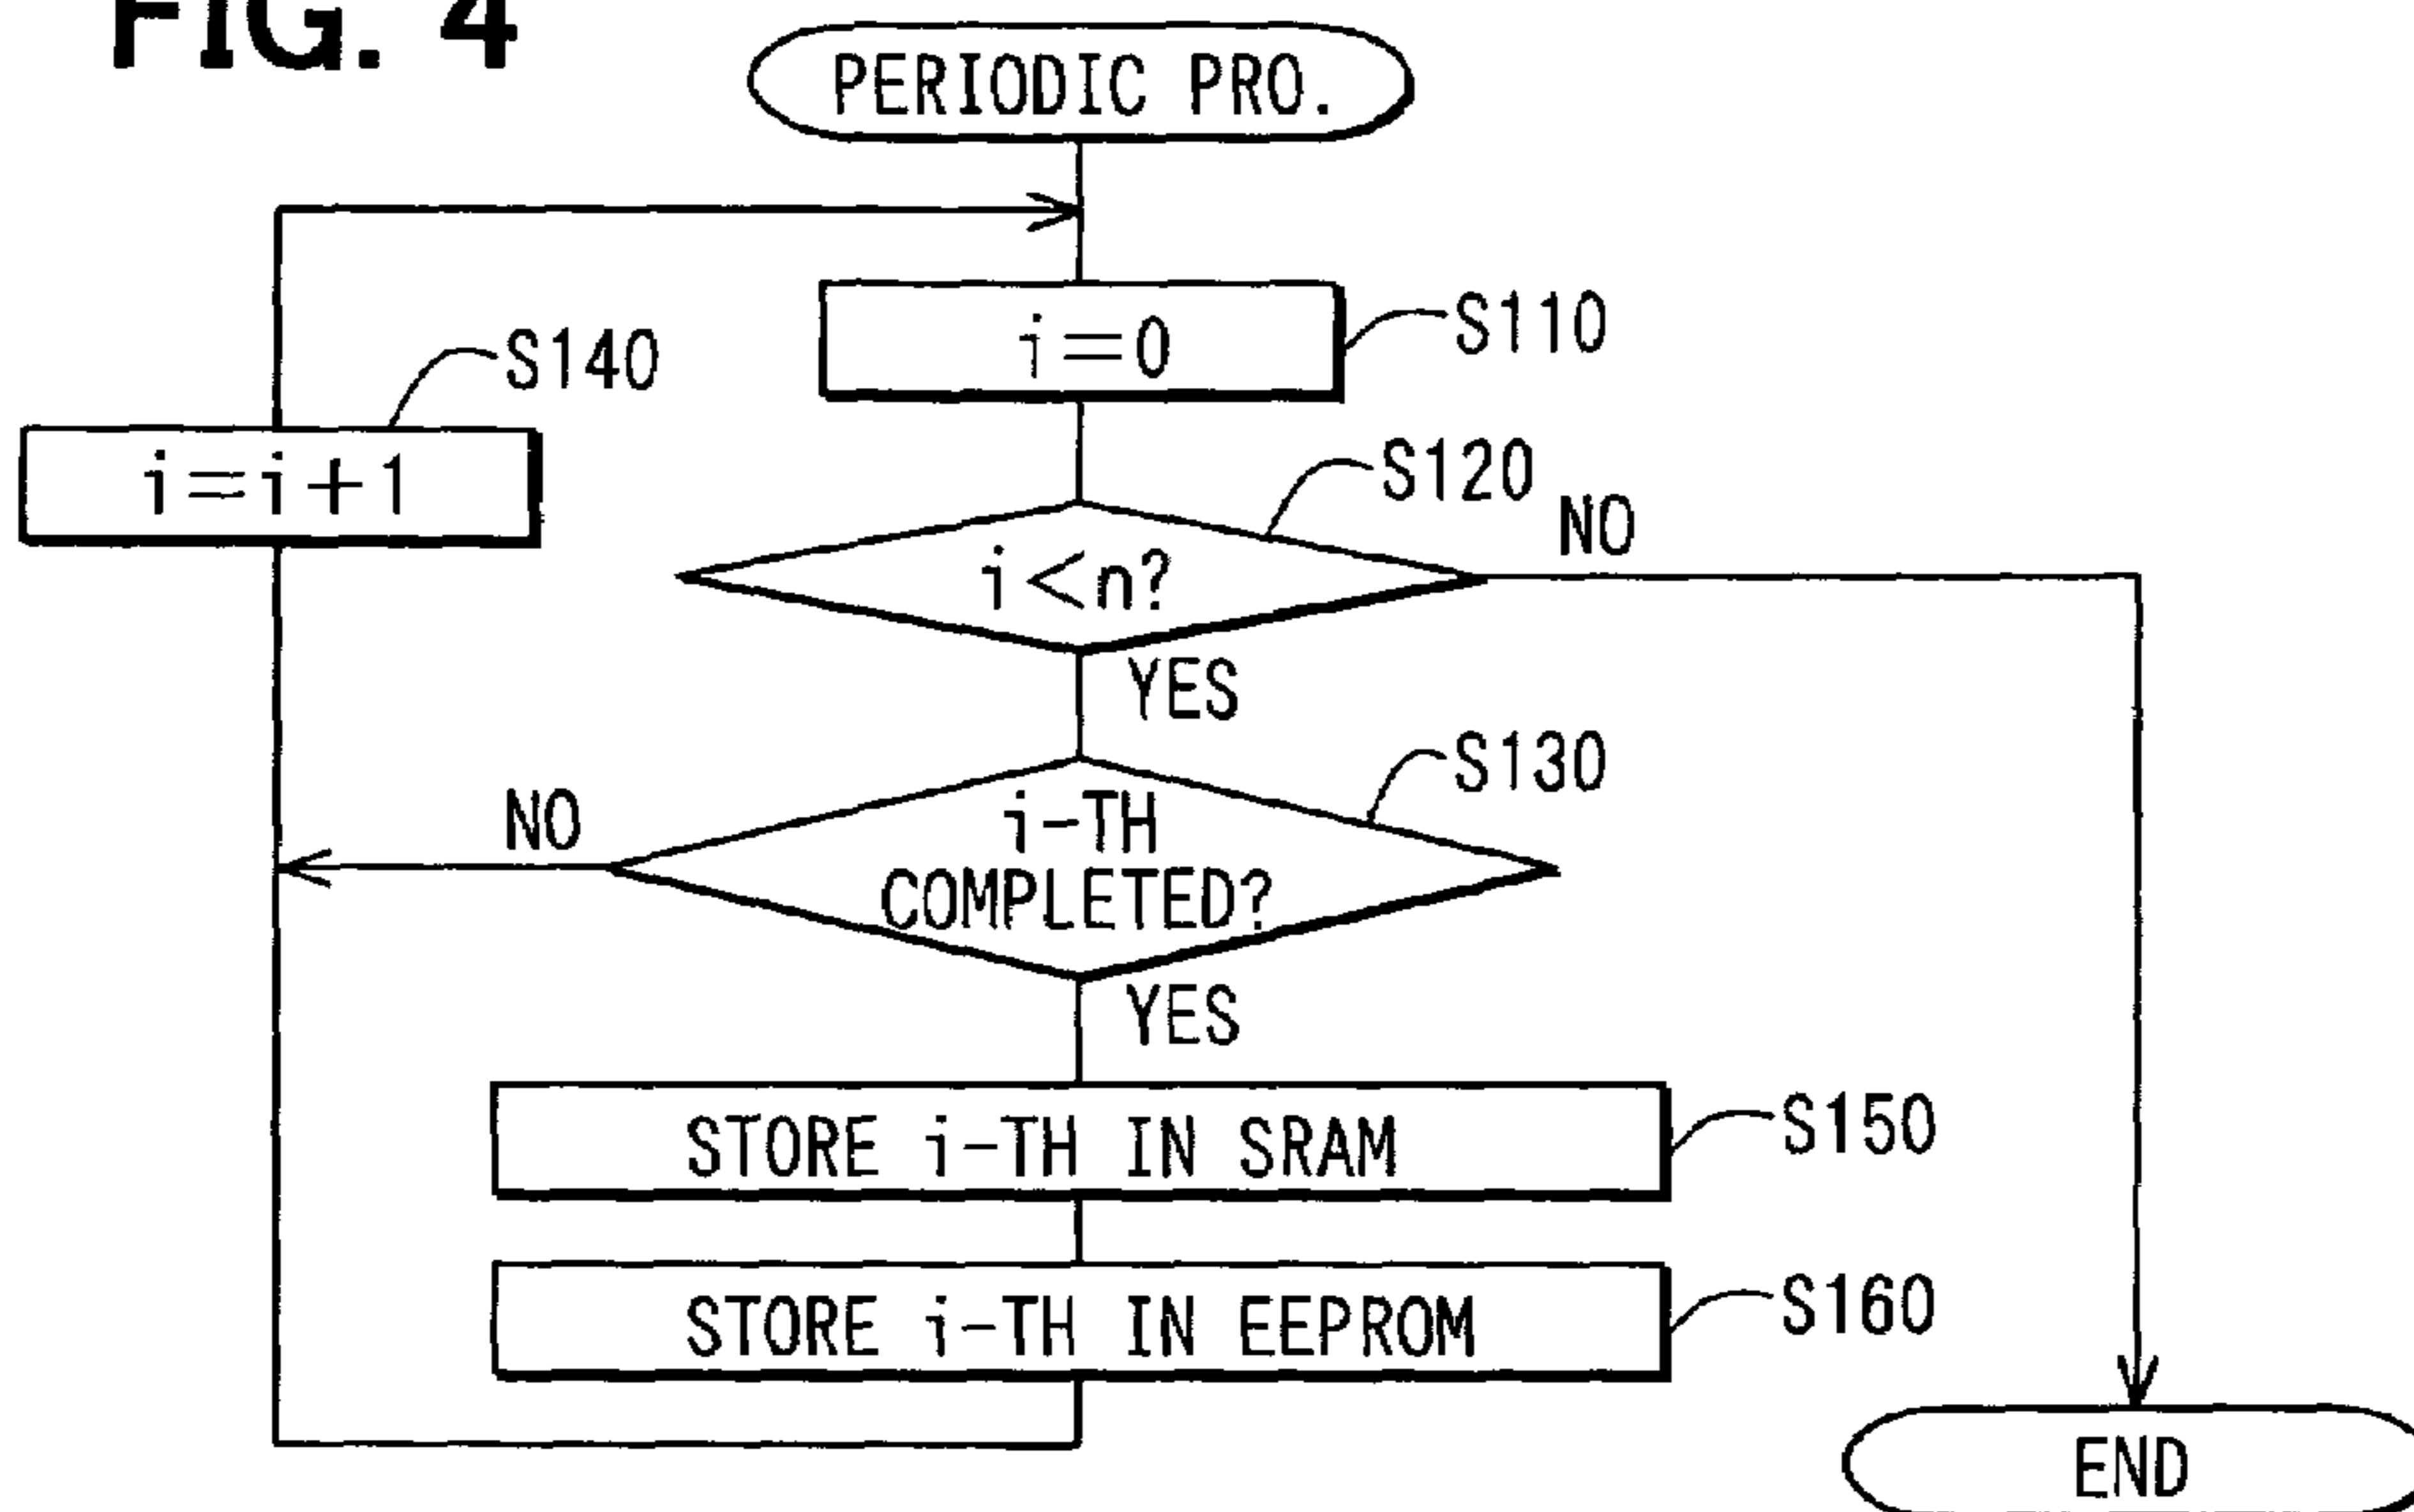 FIG. 4
PERIODIC PRO.
i=0
S110
S140
i=i+1
S120
i<n?
NO
YES
S130
NO
i-TH
COMPLETED?
YES
STORE i-TH IN SRAM
S150
STORE i-TH IN EEPROM
S160
END